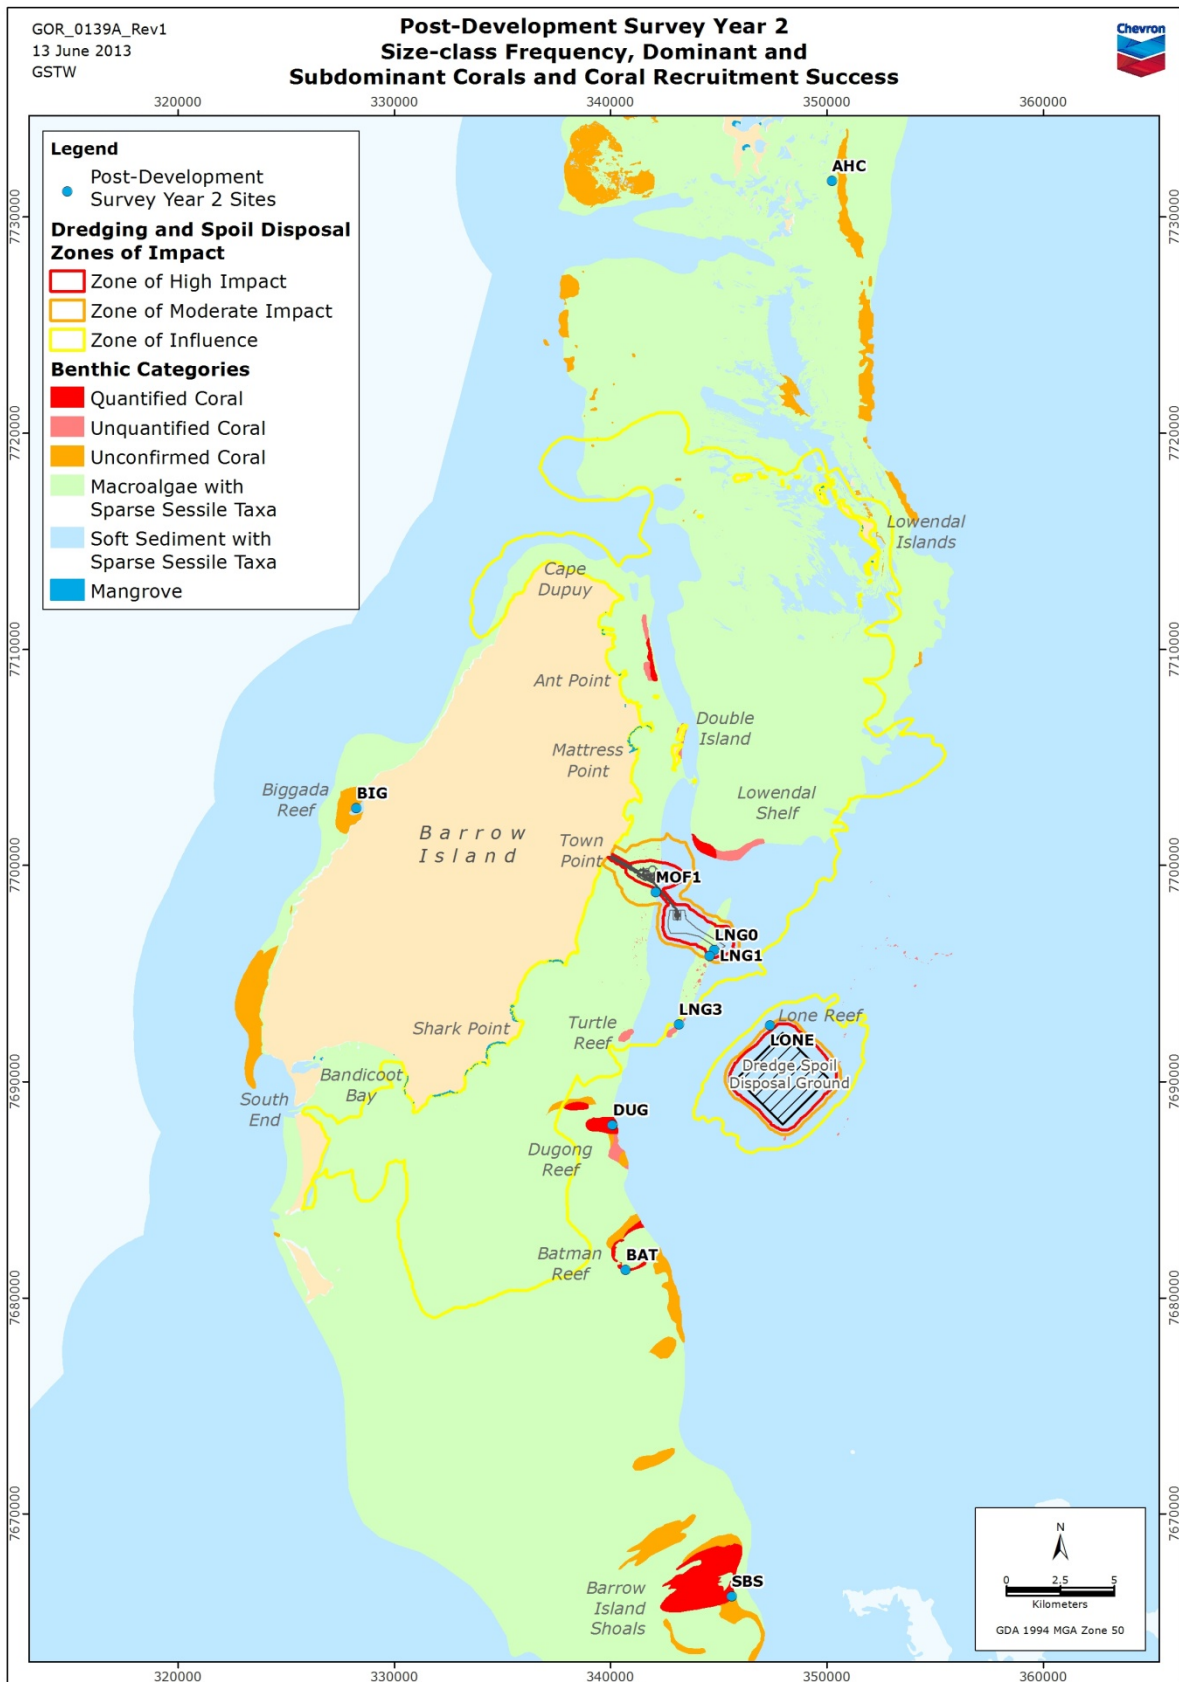 GOR_0139A_Rev1
13 June 2013
GSTW
Post-Development Survey Year 2
Size-class Frequency, Dominant and
Subdominant Corals and Coral Recruitment Success
Chevron
320000
330000
340000
350000
360000
Legend
Post-Development
Survey Year 2 Sites
Dredging and Spoil Disposal
Zones of Impact
Zone of High Impact
Zone of Moderate Impact
Zone of Influence
Benthic Categories
Quantified Coral
Unquantified Coral
Unconfirmed Coral
Macroalgae with
Sparse Sessile Taxa
Soft Sediment with
Sparse Sessile Taxa
Mangrove
AHC
7730000
7730000
7720000
7720000
Lowendal
Islands
Cape
Dupuy
7710000
7710000
Ant Point
Double
Island
Mattress
Point
Biggada
Reef
BIG
Lowendal
Shelf
Barrow
Island
Town
Point
7700000
7700000
MOF1
LNG0
LNG1
LNG3
Lone Reef
Shark Point
Turtle
Reef
LONE
Dredge Spoil
Disposal Ground
7690000
7690000
Bandicoot
Bay
South
End
DUG
Dugong
Reef
Batman
Reef
BAT
7680000
7680000
7670000
7670000
SBS
Barrow
Island
Shoals
N
0 2.5 5
Kilometers
GDA 1994 MGA Zone 50
320000
330000
340000
350000
360000